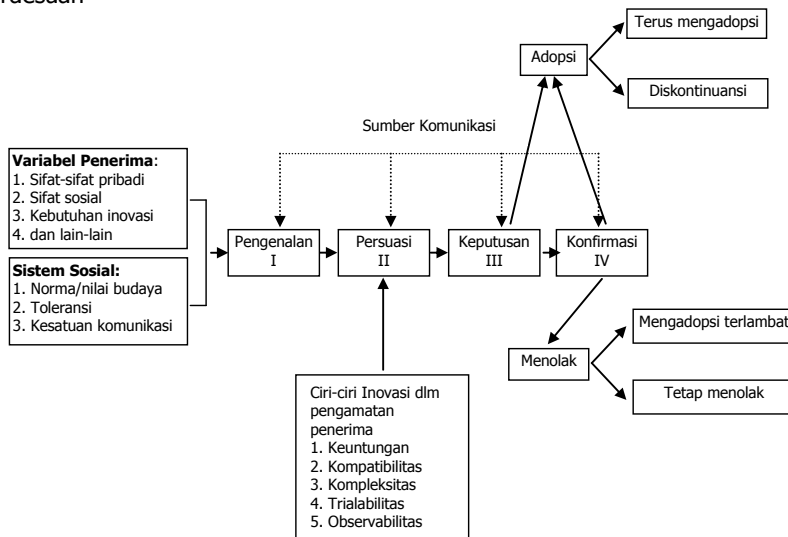 Terus mengadopsi
Adopsi
Diskontinuansi
Sumber Komunikasi
Variabel Penerima:
1. Sifat-sifat pribadi
2. Sifat sosial
3. Kebutuhan inovasi
4. dan lain-lain
Sistem Sosial:
1. Norma/nilai budaya
2. Toleransi
3. Kesatuan komunikasi
Pengenalan
I
Persuasi
II
Keputusan
III
Konfirmasi
IV
Mengadopsi terlambat
Menolak
Tetap menolak
Ciri-ciri Inovasi dlm
pengamatan
penerima
1. Keuntungan
2. Kompatibilitas
3. Kompleksitas
4. Trialabilitas
5. Observabilitas